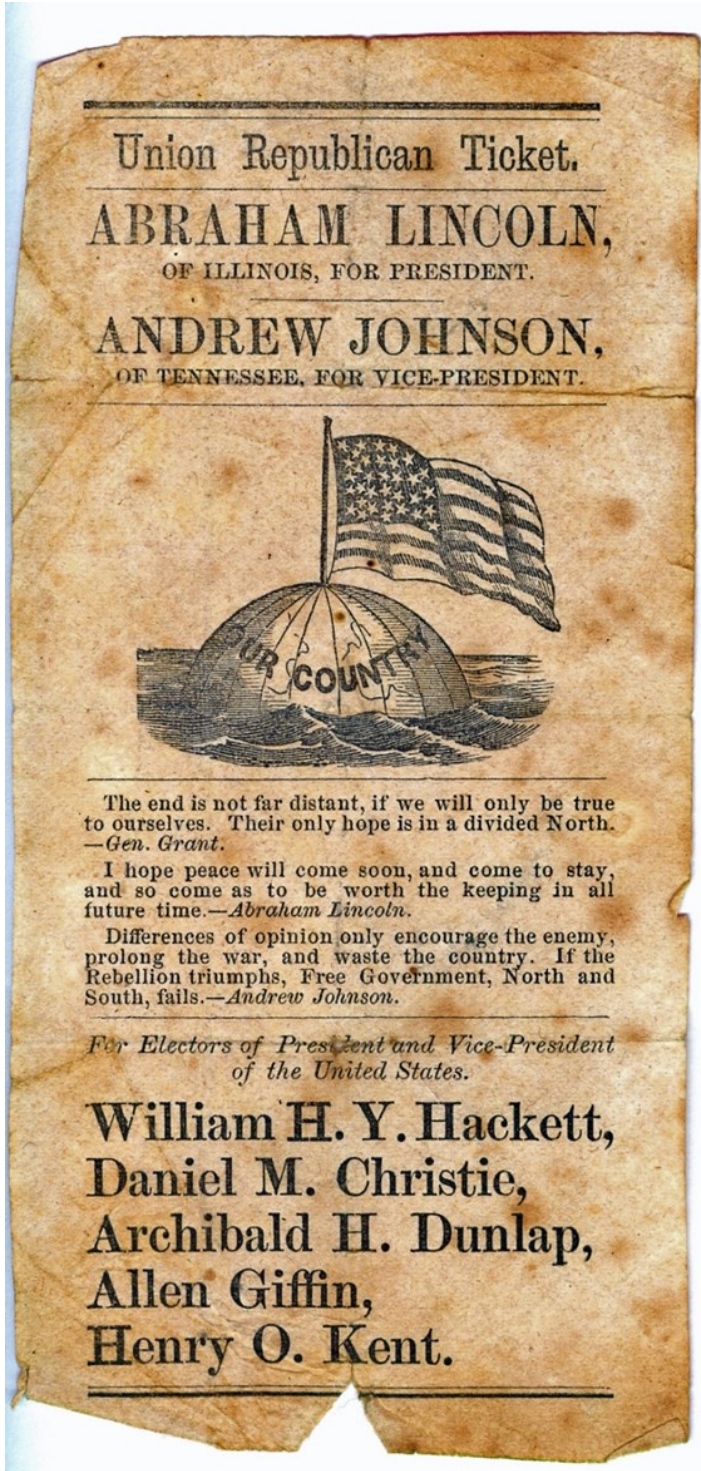 Union Republican Ticket.
ABRAHAM LINCOLN,
OF ILLINOIS, FOR PRESIDENT.
ANDREW JOHNSON,
OF TENNESSEE, FOR VICE-PRESIDENT.
OUR COUNTRY
The end is not far distant, if we will only be true
to ourselves. Their only hope is in a divided North.
—Gen. Grant.
I hope peace will come soon, and come to stay,
and so come as to be worth the keeping in all
future time.—Abraham Lincoln.
Differences of opinion only encourage the enemy,
prolong the war, and waste the country. If the
Rebellion triumphs, Free Government, North and
South, fails.—Andrew Johnson.
For Electors of President and Vice-President
of the United States.
William H. Y. Hackett,
Daniel M. Christie,
Archibald H. Dunlap,
Allen Giffin,
Henry O. Kent.